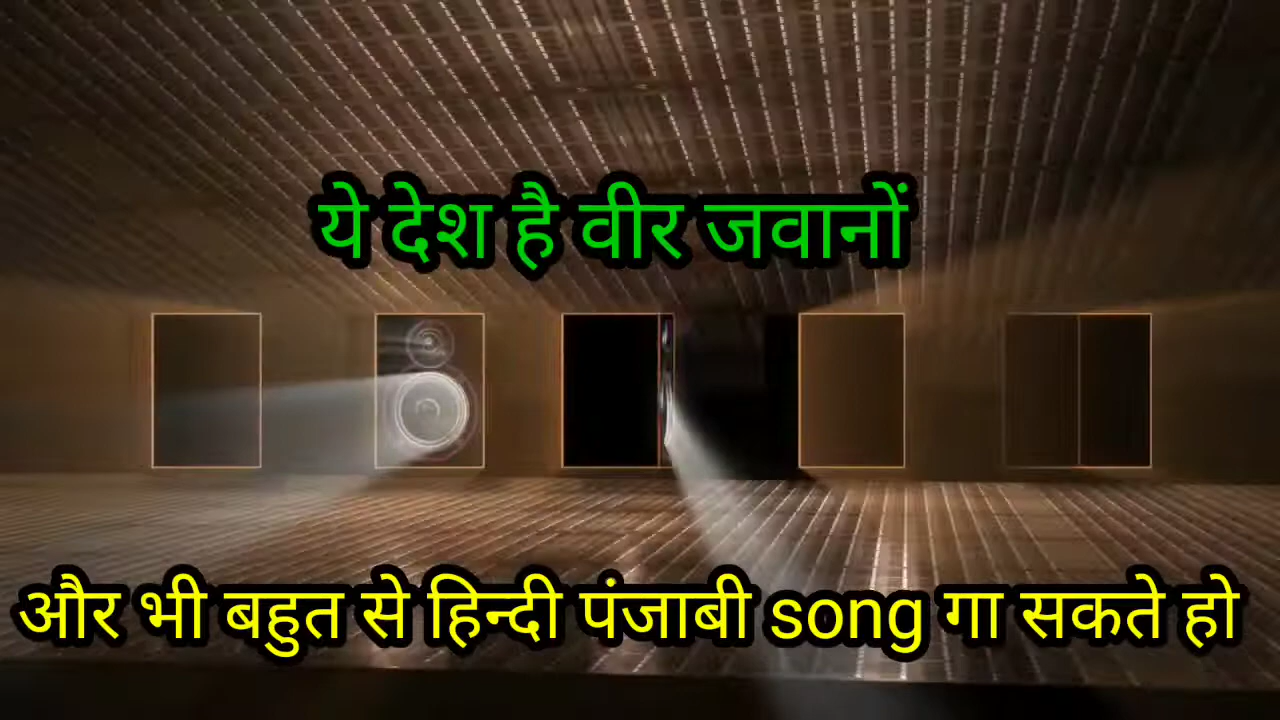 ये देश है वीर जवानों
और भी बहुत से हिन्दी पंजाबी song गा सकते हो